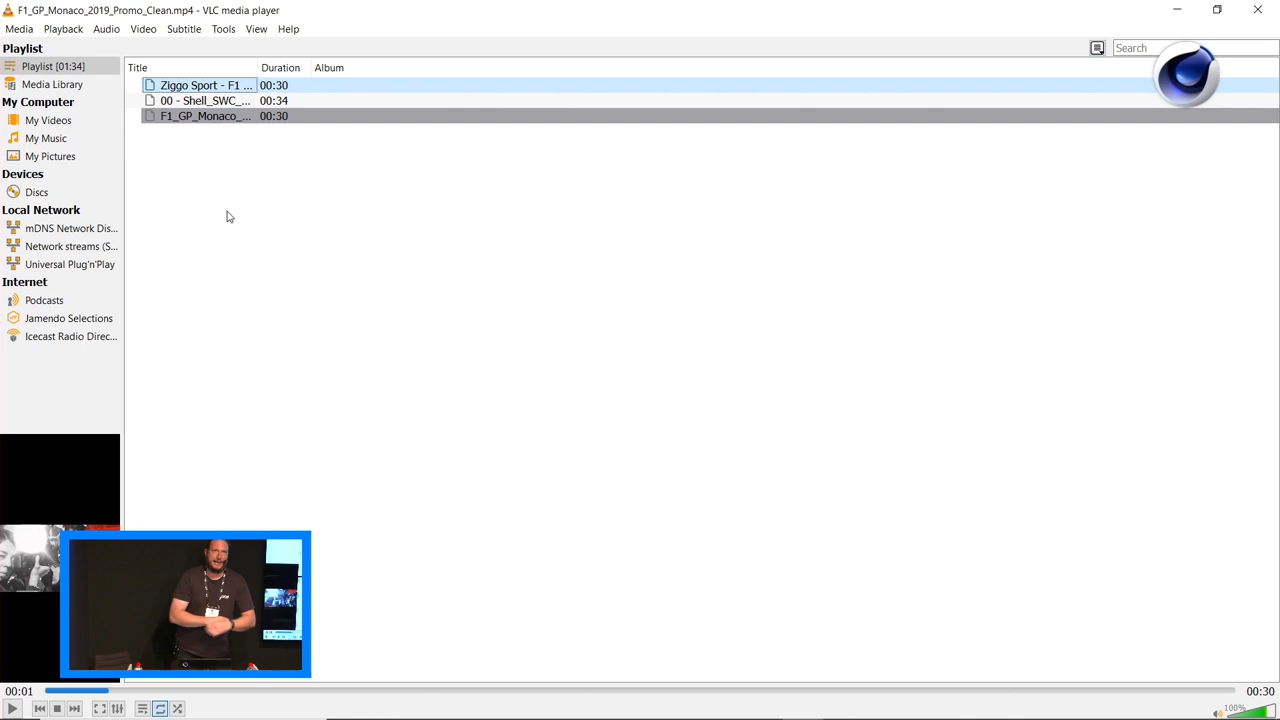 F1_GP_Monaco_2019_Promo_Clean.mp4 - VLC media player
Media Playback Audio Video Subtitle Tools View Help
Playlist
Search
Playlist [01:34]
Title Duration Album
Media Library
Ziggo Sport - F1 ... 00:30
My Computer
00 - Shell_SWC_... 00:34
My Videos
F1_GP_Monaco_... 00:30
My Music
My Pictures
Devices
Discs
Local Network
mDNS Network Dis...
Network streams (S...
Universal Plug'n'Play
Internet
Podcasts
Jamendo Selections
Icecast Radio Direc...
00:01
00:30
100%